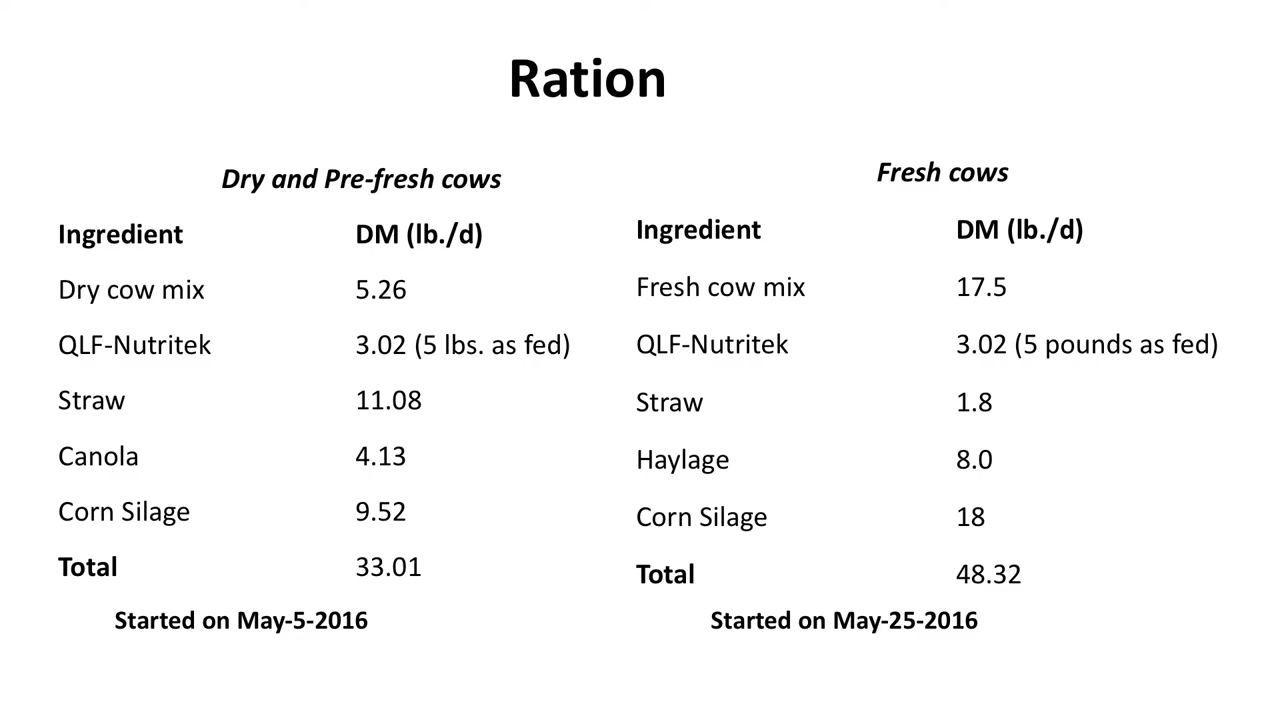 Ration
Dry and Pre-fresh cows
Ingredient DM (lb./d)
Dry cow mix 5.26
QLF-Nutritek 3.02 (5 lbs. as fed)
Straw 11.08
Canola 4.13
Corn Silage 9.52
Total 33.01
Started on May-5-2016
Fresh cows
Ingredient DM (lb./d)
Fresh cow mix 17.5
QLF-Nutritek 3.02 (5 pounds as fed)
Straw 1.8
Haylage 8.0
Corn Silage 18
Total 48.32
Started on May-25-2016